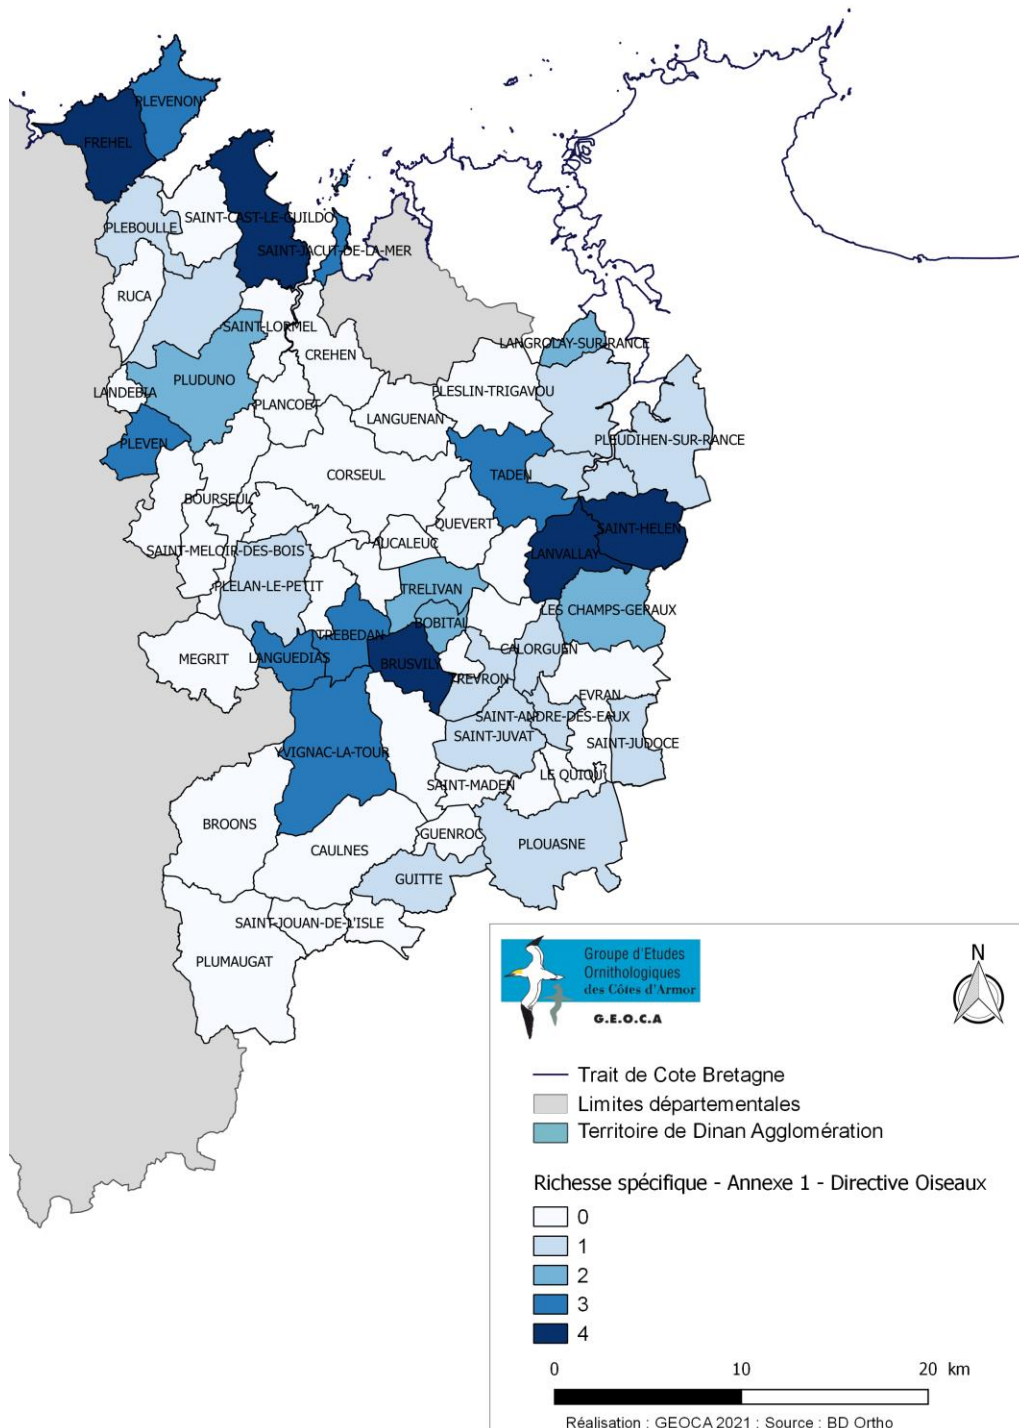 PLEVENON
FREHEL
SAINT-CAST-LE-GUILDO
PLEBOULLE
SAINT-JACUT-DE-LA-MER
RUCA
SAINT-LORMEL
LANGROLAY-SUR-RANCE
CREHEN
PLUDUNO
LANDEBIA
PLESLIN-TRIGAVOU
PLANCOET
LANGUENAN
PLEVEN
PLEUDIHEN-SUR-RANCE
CORSEUL
TADEN
BOURSEUL
QUEVERT
SAINT-HELEN
AUCALEUC
SAINT-MELOIR-DES-BOIS
LANVALLAY
PLELAN-LE-PETIT
TRELIVAN
LES CHAMPS-GERAUX
BOBITAL
TREBEDAN
CALORGUEN
MEGRIT
LANGUEDIAS
BRUSVILY
TREVRON
EVRAN
SAINT-ANDRE-DES-EAUX
SAINT-JUVAT
SAINT-JUDOCE
YVIGNAC-LA-TOUR
LE QUIOU
SAINT-MADEN
BROONS
GUENROC
PLOUASNE
CAULNES
GUITTE
SAINT-JOUAN-DE-L'ISLE
PLUMAUGAT
Groupe d'Etudes
Ornithologiques
des Côtes d'Armor
G.E.O.C.A
N
Trait de Cote Bretagne
Limites départementales
Territoire de Dinan Agglomération
Richesse spécifique - Annexe 1 - Directive Oiseaux
0
1
2
3
4
0 10 20 km
Réalisation : GEOCA 2021 ; Source : BD Ortho